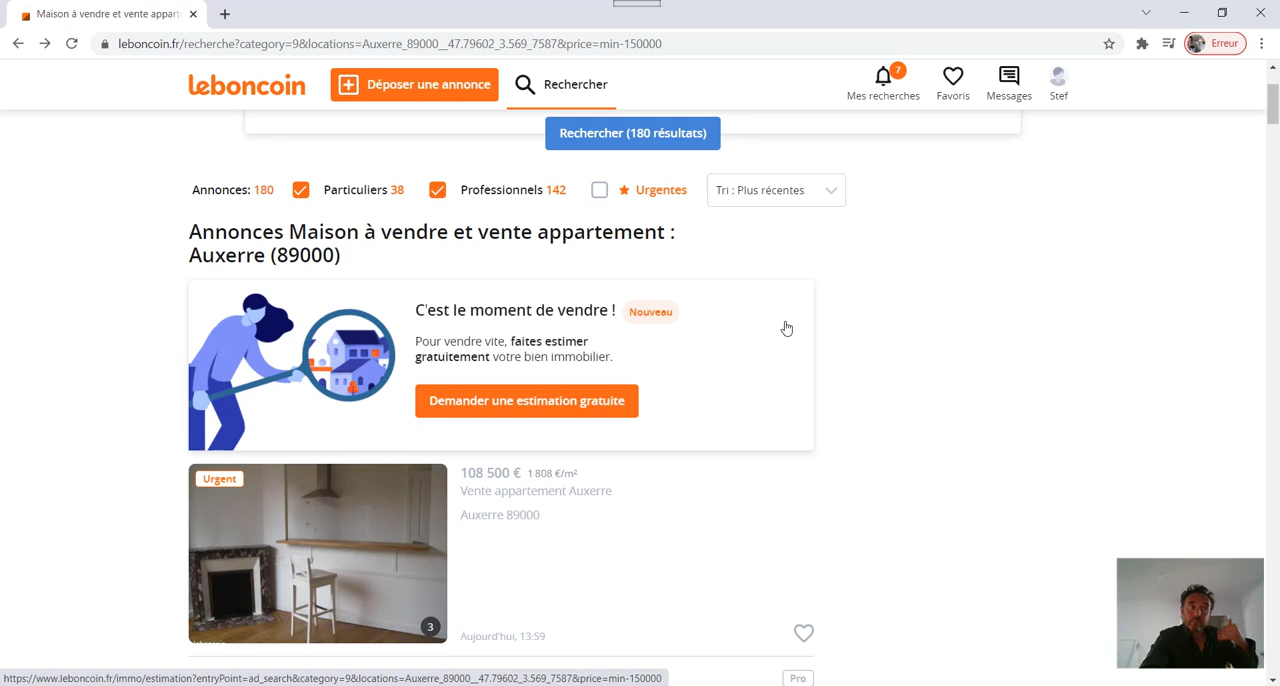 Maison à vendre et vente appart
leboncoin.fr/recherche?category=9&locations=Auxerre_89000__47.79602_3.569_7587&price=min-150000
Erreur
leboncoin
Déposer une annonce
Rechercher
7
Mes recherches
Favoris
Messages
Stef
Rechercher (180 résultats)
Annonces: 180
Particuliers 38
Professionnels 142
Urgentes
Tri : Plus récentes
Annonces Maison à vendre et vente appartement :
Auxerre (89000)
C'est le moment de vendre !
Nouveau
Pour vendre vite, faites estimer
gratuitement votre bien immobilier.
Demander une estimation gratuite
Urgent
108 500 € 1 808 €/m²
Vente appartement Auxerre
Auxerre 89000
3
leboncoin
Aujourd'hui, 13:59
https://www.leboncoin.fr/immo/estimation?entryPoint=ad_search&category=9&locations=Auxerre_89000__47.79602_3.569_7587&price=min-150000
Pro